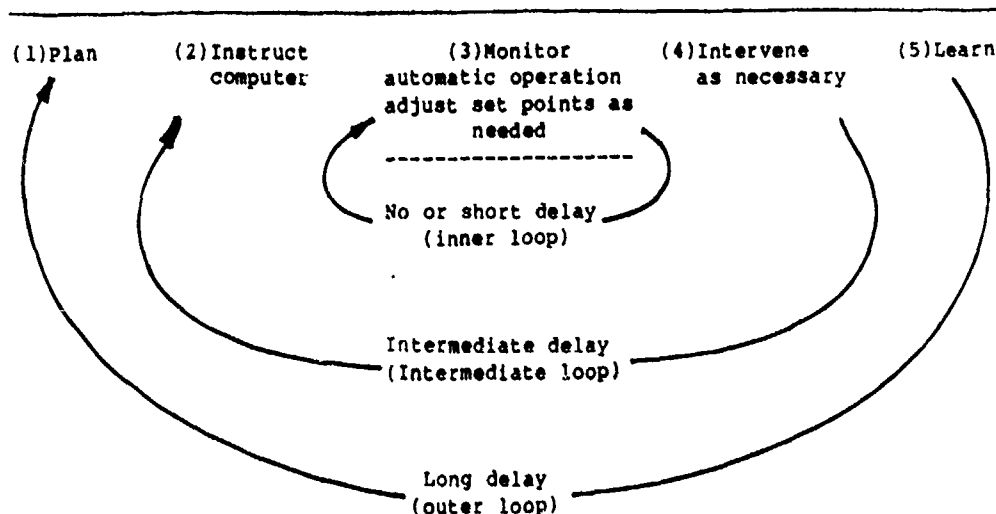 (1)Plan (2)Instruct (3)Monitor (4)Intervene (5)Learn
computer automatic operation as necessary
adjust set points as
needed
---------------------
No or short delay
(inner loop)
Intermediate delay
(Intermediate loop)
Long delay
(outer loop)